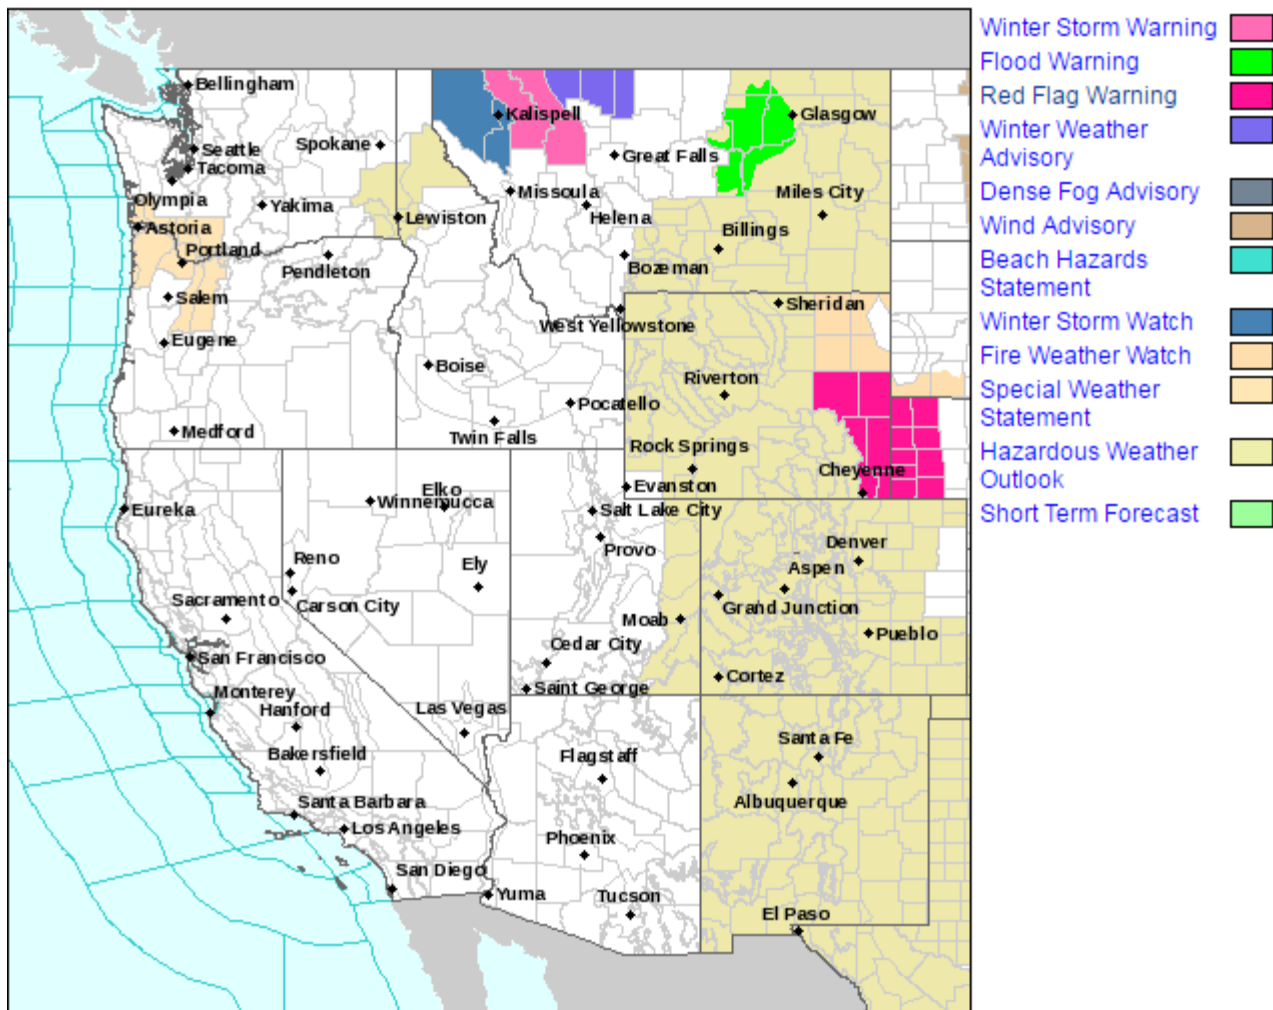 Bellingham
Seattle
Tacoma
Spokane
Olympia
Yakima
Astoria
Portland
Pendleton
Salem
Eugene
Medford
Lewiston
Kalispell
Missoula
Great Falls
Helena
Glasgow
Miles City
Billings
Bozeman
West Yellowstone
Sheridan
Boise
Pocatello
Twin Falls
Riverton
Rock Springs
Cheyenne
Evanston
Eureka
Winnemucca
Elko
Salt Lake City
Provo
Reno
Ely
Carson City
Sacramento
San Francisco
Monterey
Hanford
Bakersfield
Santa Barbara
Los Angeles
San Diego
Las Vegas
Cedar City
Saint George
Moab
Denver
Aspen
Grand Junction
Pueblo
Cortez
Flagstaff
Phoenix
Yuma
Tucson
Santa Fe
Albuquerque
El Paso
Winter Storm Warning
Flood Warning
Red Flag Warning
Winter Weather
Advisory
Dense Fog Advisory
Wind Advisory
Beach Hazards
Statement
Winter Storm Watch
Fire Weather Watch
Special Weather
Statement
Hazardous Weather
Outlook
Short Term Forecast